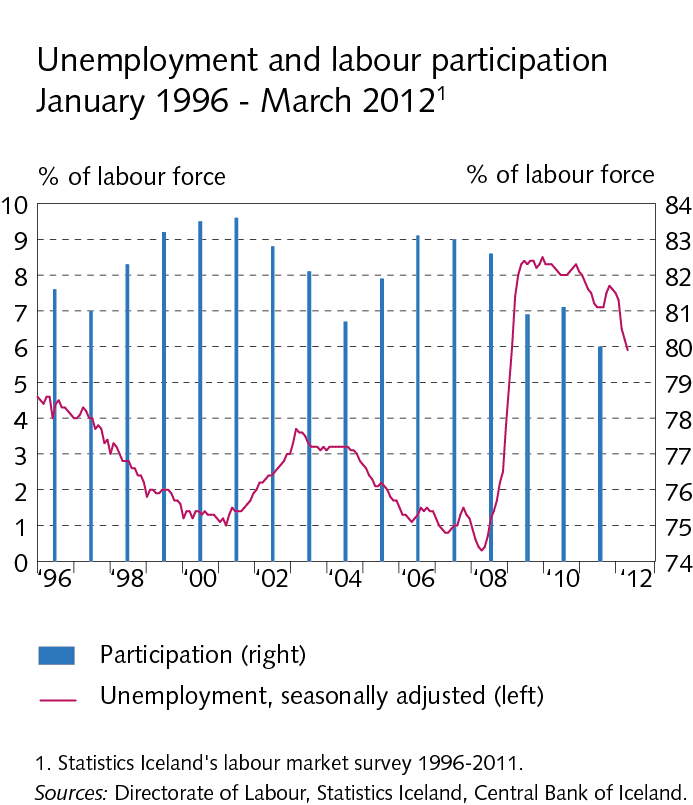 Unemployment and labour participation
January 1996 - March 2012¹
% of labour force % of labour force
10 84
9 83
8 82
7 81
6 80
5 79
4 78
3 77
2 76
1 75
0 74
‘96 ‘98 ‘00 ‘02 ‘04 ‘06 ‘08 ‘10 ‘12
Participation (right)
Unemployment, seasonally adjusted (left)
1. Statistics Iceland's labour market survey 1996-2011.
Sources: Directorate of Labour, Statistics Iceland, Central Bank of Iceland.